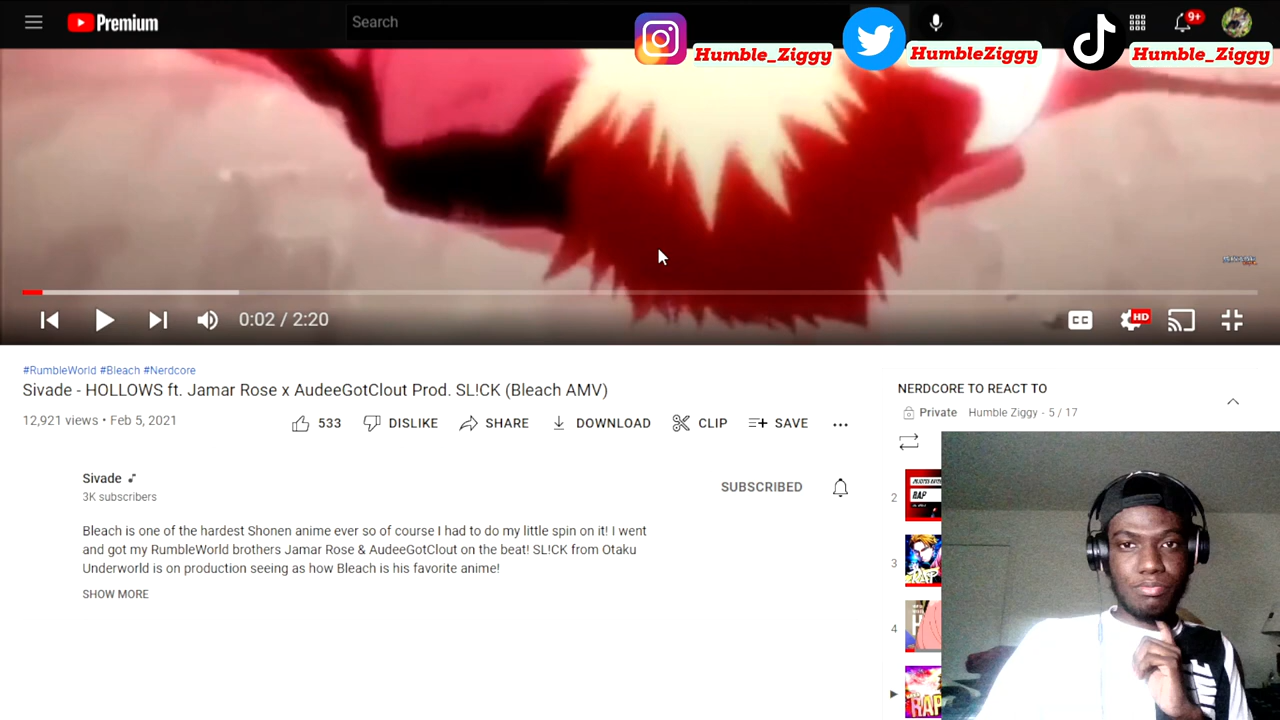 Premium
Search
9+
Humble_Ziggy
HumbleZiggy
Humble_Ziggy
0:02 / 2:20
CC
HD
#RumbleWorld #Bleach #Nerdcore
Sivade - HOLLOWS ft. Jamar Rose x AudeeGotClout Prod. SL!CK (Bleach AMV)
12,921 views • Feb 5, 2021
533
DISLIKE
SHARE
DOWNLOAD
CLIP
SAVE
Sivade
3K subscribers
SUBSCRIBED
Bleach is one of the hardest Shonen anime ever so of course I had to do my little spin on it! I went
and got my RumbleWorld brothers Jamar Rose & AudeeGotClout on the beat! SL!CK from Otaku
Underworld is on production seeing as how Bleach is his favorite anime!
SHOW MORE
NERDCORE TO REACT TO
Private Humble Ziggy - 5 / 17
2
RAP
3
RAP
4
RAP